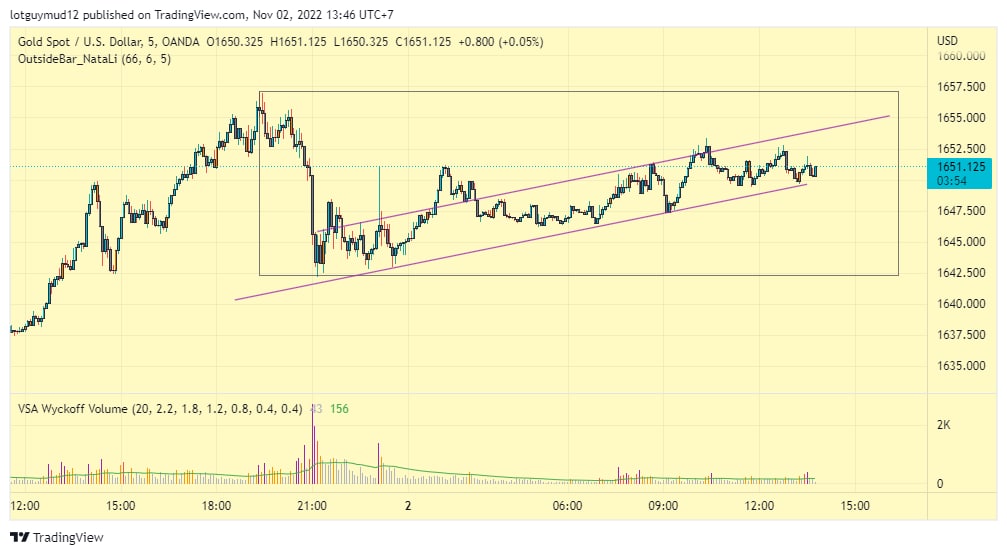 lotguymud12 published on TradingView.com, Nov 02, 2022 13:46 UTC+7
Gold Spot / U.S. Dollar, 5, OANDA O1650.325 H1651.125 L1650.325 C1651.125 +0.800 (+0.05%)
OutsideBar_NataLi (66, 6, 5)
USD
1660.000
1657.500
1655.000
1652.500
1651.125
03:54
1647.500
1645.000
1642.500
1640.000
1637.500
1635.000
VSA Wyckoff Volume (20, 2.2, 1.8, 1.2, 0.8, 0.4, 0.4) 43 156
2K
0
12:00 15:00 18:00 21:00 2 06:00 09:00 12:00 15:00
TradingView